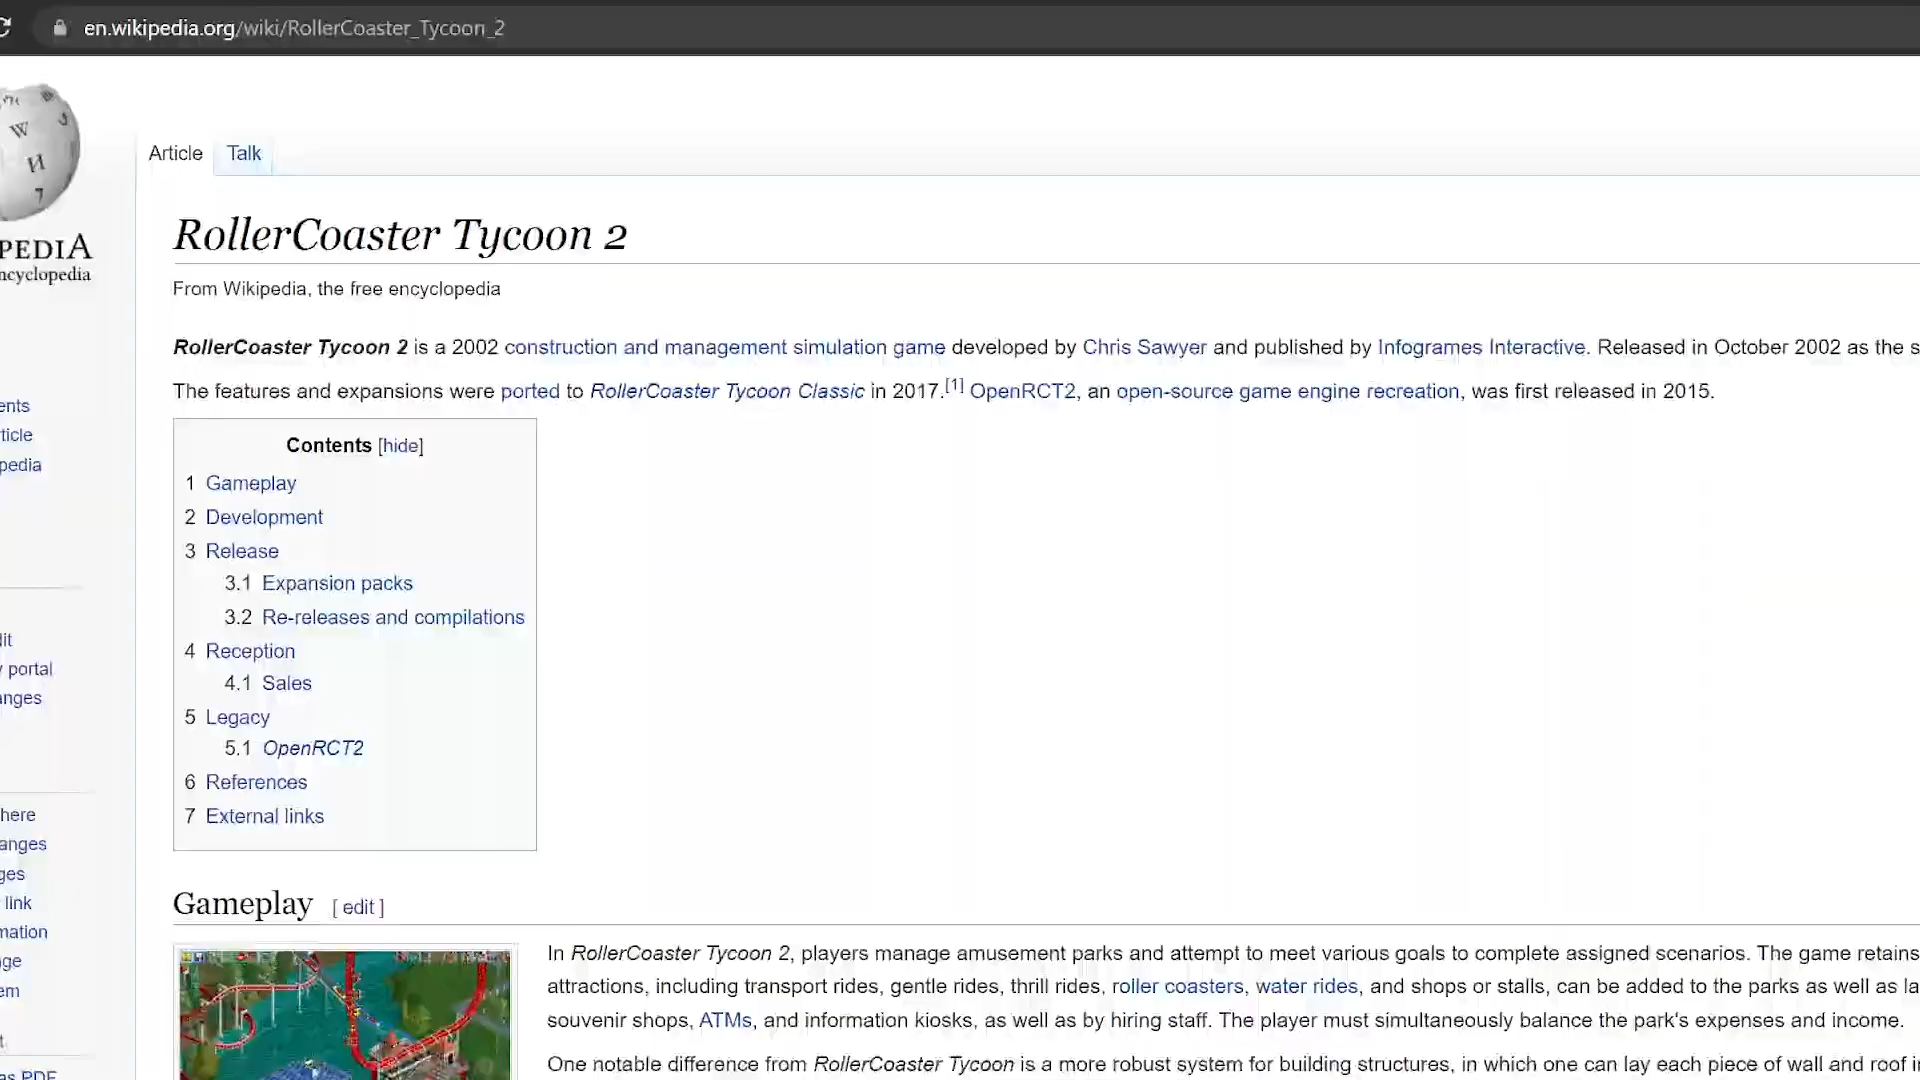 en.wikipedia.org/wiki/RollerCoaster_Tycoon_2
PEDIA
ncyclopedia
Article Talk
RollerCoaster Tycoon 2
From Wikipedia, the free encyclopedia
RollerCoaster Tycoon 2 is a 2002 construction and management simulation game developed by Chris Sawyer and published by Infogrames Interactive. Released in October 2002 as the s
The features and expansions were ported to RollerCoaster Tycoon Classic in 2017.[1] OpenRCT2, an open-source game engine recreation, was first released in 2015.
Contents [hide]
1 Gameplay
2 Development
3 Release
3.1 Expansion packs
3.2 Re-releases and compilations
4 Reception
4.1 Sales
5 Legacy
5.1 OpenRCT2
6 References
7 External links
ents
ticle
pedia
dit
y portal
anges
here
anges
ges
link
mation
ge
em
t
as PDF
Gameplay [ edit ]
In RollerCoaster Tycoon 2, players manage amusement parks and attempt to meet various goals to complete assigned scenarios. The game retains
attractions, including transport rides, gentle rides, thrill rides, roller coasters, water rides, and shops or stalls, can be added to the parks as well as la
souvenir shops, ATMs, and information kiosks, as well as by hiring staff. The player must simultaneously balance the park's expenses and income.
One notable difference from RollerCoaster Tycoon is a more robust system for building structures, in which one can lay each piece of wall and roof i